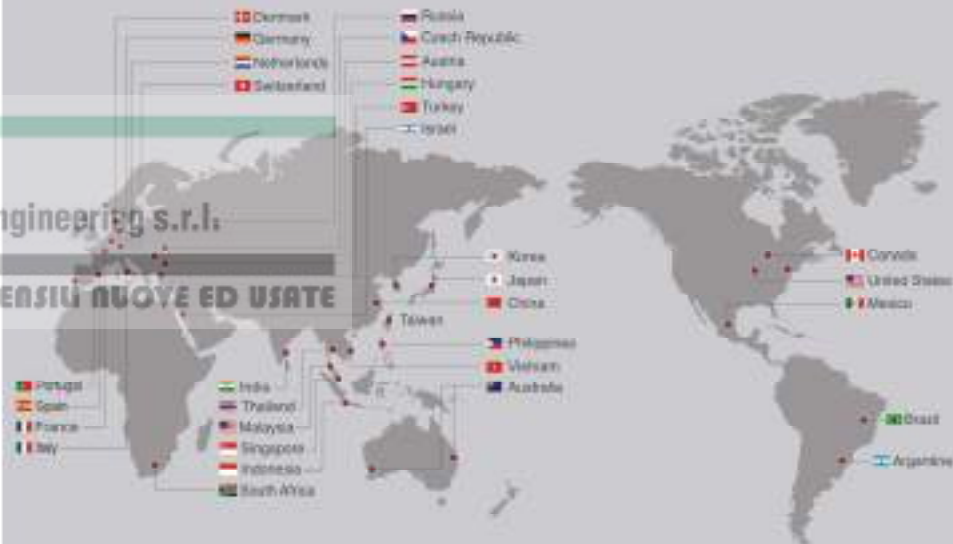 Denmark
Germany
Netherlands
Switzerland
Russia
Czech Republic
Austria
Hungary
Turkey
Israel
ngineering s.r.l.
ENSILI NUOVE ED USATE
Korea
Japan
China
Taiwan
Philippines
Vietnam
Australia
Canada
United States
Mexico
Portugal
Spain
France
Italy
India
Thailand
Malaysia
Singapore
Indonesia
South Africa
Brazil
Argentina